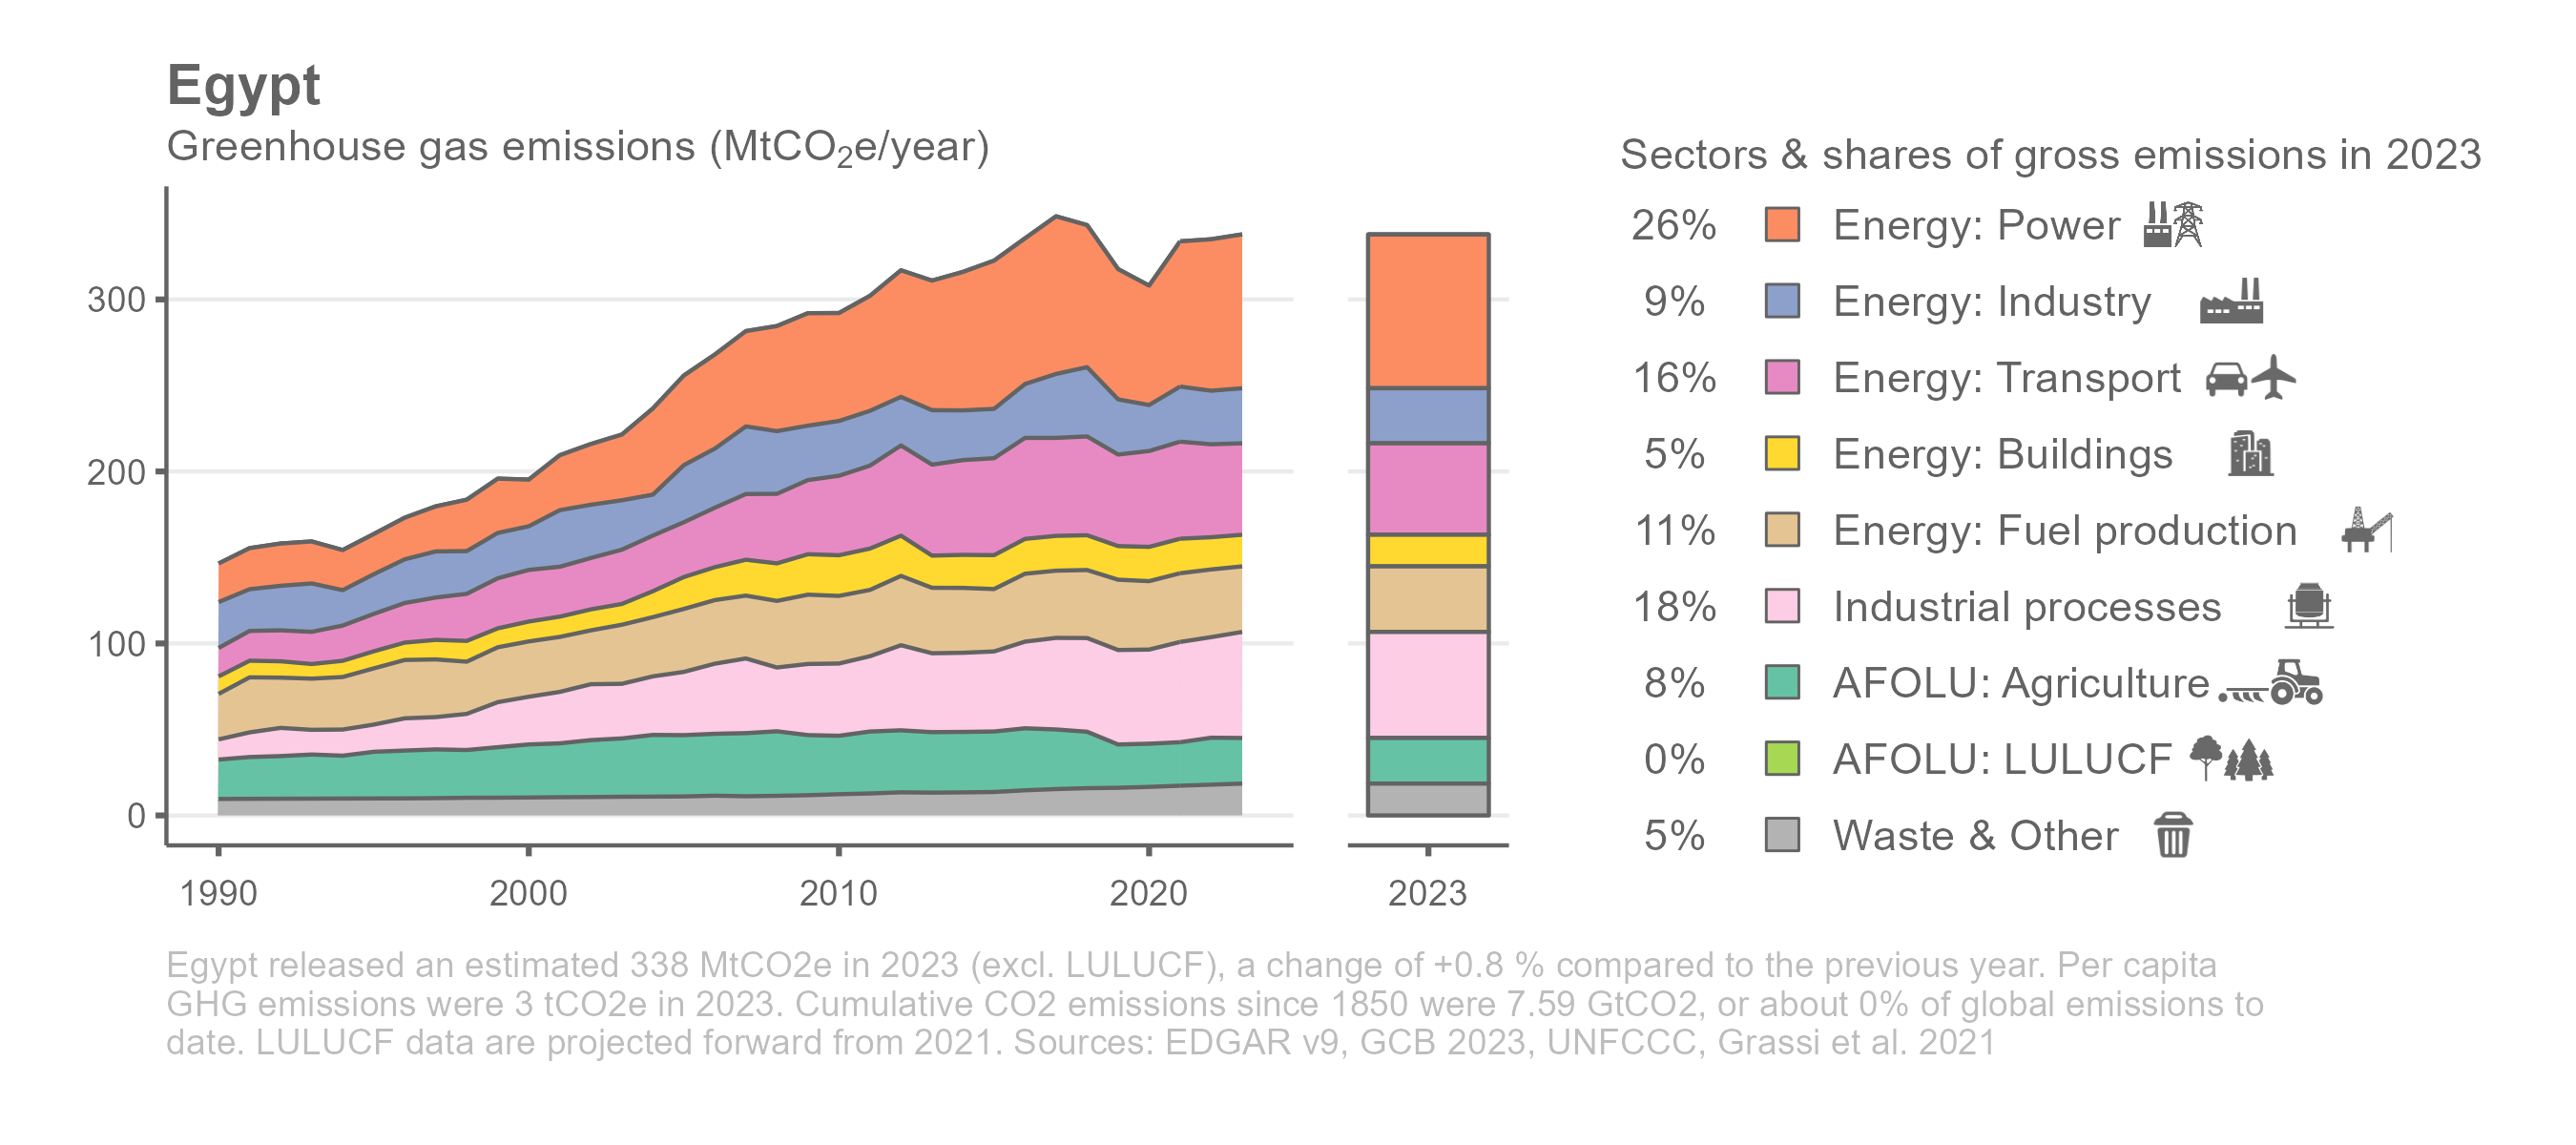 Egypt
Greenhouse gas emissions (MtCO₂e/year)
300
200
100
0
1990
2000
2010
2020
2023
Sectors & shares of gross emissions in 2023
26% Energy: Power
9% Energy: Industry
16% Energy: Transport
5% Energy: Buildings
11% Energy: Fuel production
18% Industrial processes
8% AFOLU: Agriculture
0% AFOLU: LULUCF
5% Waste & Other
Egypt released an estimated 338 MtCO2e in 2023 (excl. LULUCF), a change of +0.8 % compared to the previous year. Per capita
GHG emissions were 3 tCO2e in 2023. Cumulative CO2 emissions since 1850 were 7.59 GtCO2, or about 0% of global emissions to
date. LULUCF data are projected forward from 2021. Sources: EDGAR v9, GCB 2023, UNFCCC, Grassi et al. 2021